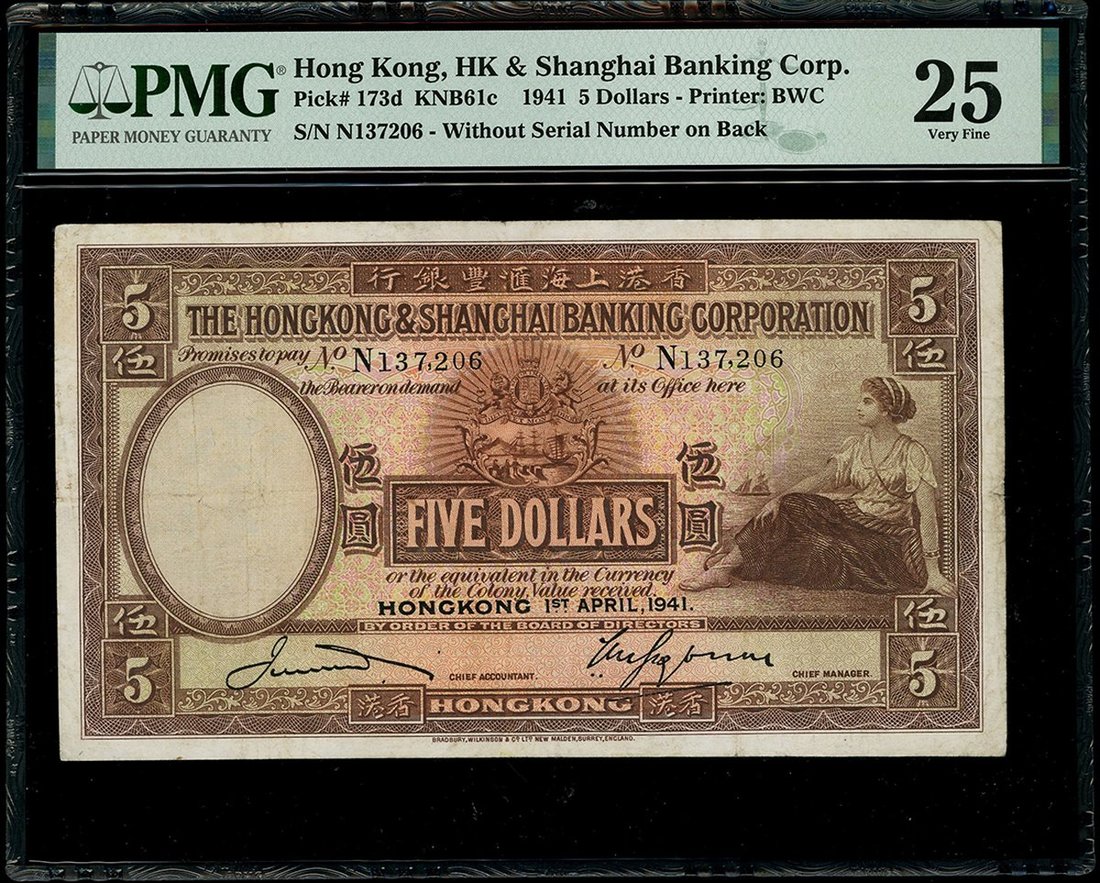 PMG®
PAPER MONEY GUARANTY
Hong Kong, HK & Shanghai Banking Corp.
Pick# 173d KNB61c 1941 5 Dollars - Printer: BWC
S/N N137206 - Without Serial Number on Back
25
Very Fine
行銀豐滙海上港香
5
5
THE HONGKONG & SHANGHAI BANKING CORPORATION
伍
伍
Promises to pay No N137,206
No N137,206
the Bearer on demand
at its Office here
伍圓
伍圓
FIVE DOLLARS
or the equivalent in the Currency
of the Colony, Value received.
HONGKONG 1ST APRIL, 1941.
伍
伍
BY ORDER OF THE BOARD OF DIRECTORS
5
5
CHIEF ACCOUNTANT.
CHIEF MANAGER.
港香 HONGKONG 港香
BRADBURY, WILKINSON & Co LTD NEW MALDEN, SURREY, ENGLAND.